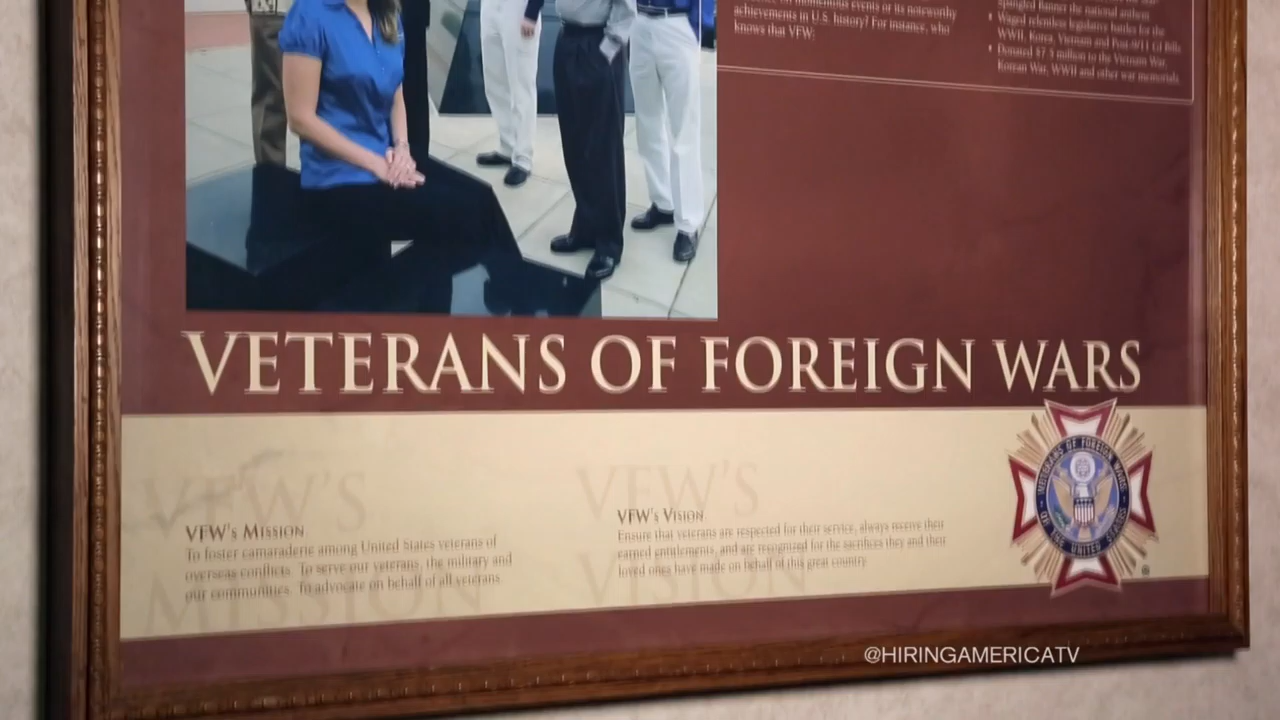 achievements in U.S. history? For instance, who
knows that VFW:
spangled banner the national anthem
• Waged relentless legislative battles for the
WWII, Korea, Vietnam and Post-9/11 GI Bills
• Donated $7.5 million to the Vietnam War,
Korean War, WWII and other war memorials.
VETERANS OF FOREIGN WARS
VFW'S
MISSION
VFW's Mission
To foster camaraderie among United States veterans of
overseas conflicts. To serve our veterans, the military and
our communities. To advocate on behalf of all veterans.
VFW'S
VISION
VFW's Vision
Ensure that veterans are respected for their service, always receive their
earned entitlements, and are recognized for the sacrifices they and their
loved ones have made on behalf of this great country.
VETERANS OF FOREIGN WARS
OF THE UNITED STATES
®
@HIRINGAMERICATV